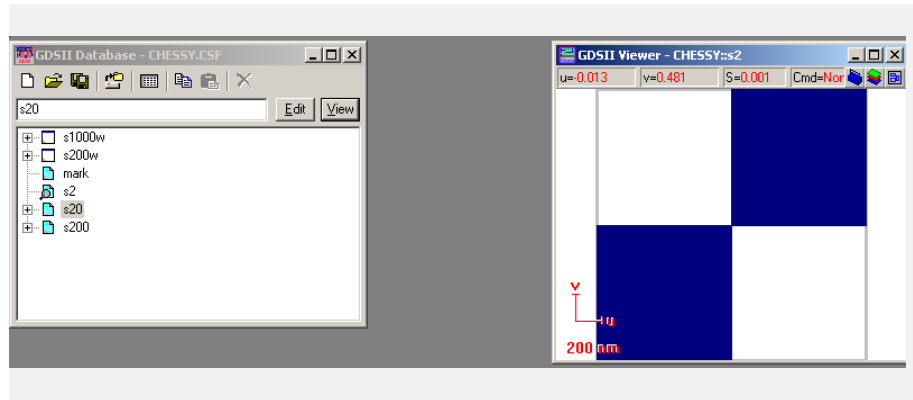 GDSII Database - CHESSY.CSF
s20
Edit
View
s1000w
s200w
mark
s2
s20
s200
GDSII Viewer - CHESSY::s2
u=-0.013 v=0.481 S=0.001 Cmd=Nor
v
u
200 nm